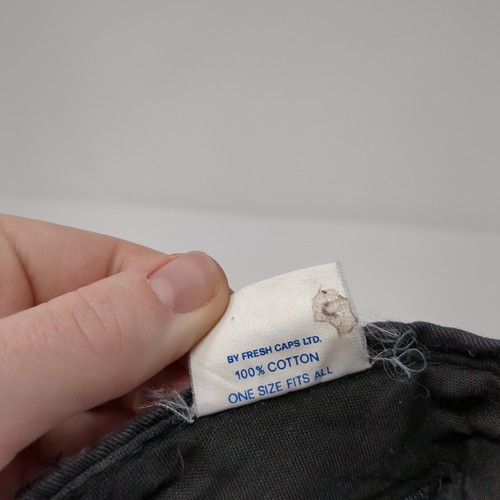 BY FRESH CAPS LTD.
100% COTTON
ONE SIZE FITS ALL